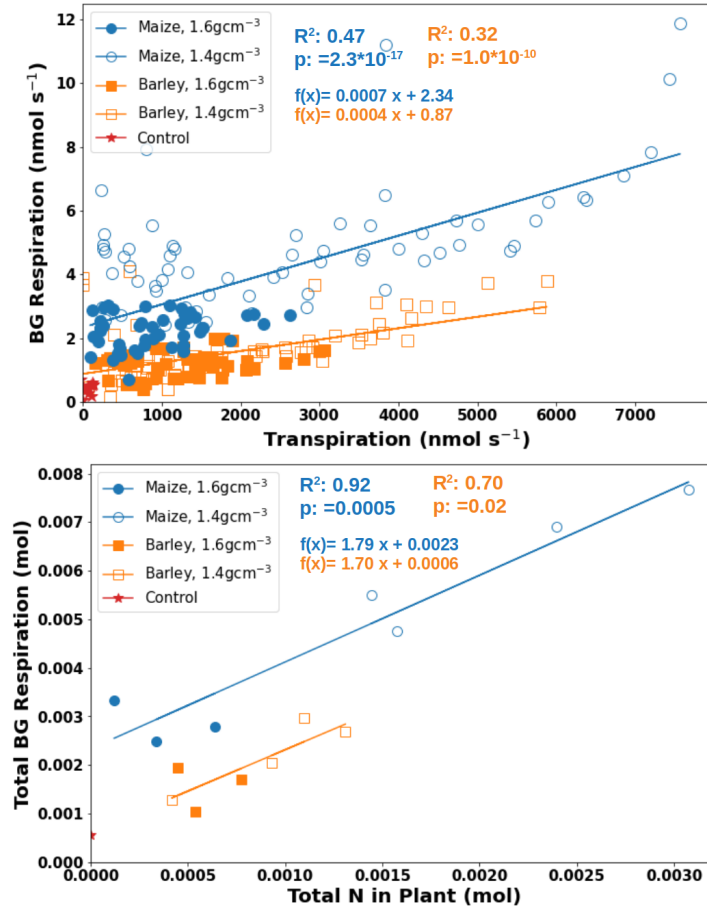 BG Respiration (nmol s⁻¹)
12
10
8
6
4
2
0
Maize, 1.6gcm⁻³
Maize, 1.4gcm⁻³
Barley, 1.6gcm⁻³
Barley, 1.4gcm⁻³
Control
R²: 0.47 R²: 0.32
p: =2.3*10⁻¹⁷ p: =1.0*10⁻¹⁰
f(x)= 0.0007 x + 2.34
f(x)= 0.0004 x + 0.87
0 1000 2000 3000 4000 5000 6000 7000
Transpiration (nmol s⁻¹)
Total BG Respiration (mol)
0.008
0.007
0.006
0.005
0.004
0.003
0.002
0.001
0.000
Maize, 1.6gcm⁻³
Maize, 1.4gcm⁻³
Barley, 1.6gcm⁻³
Barley, 1.4gcm⁻³
Control
R²: 0.92 R²: 0.70
p: =0.0005 p: =0.02
f(x)= 1.79 x + 0.0023
f(x)= 1.70 x + 0.0006
0.0000 0.0005 0.0010 0.0015 0.0020 0.0025 0.0030
Total N in Plant (mol)